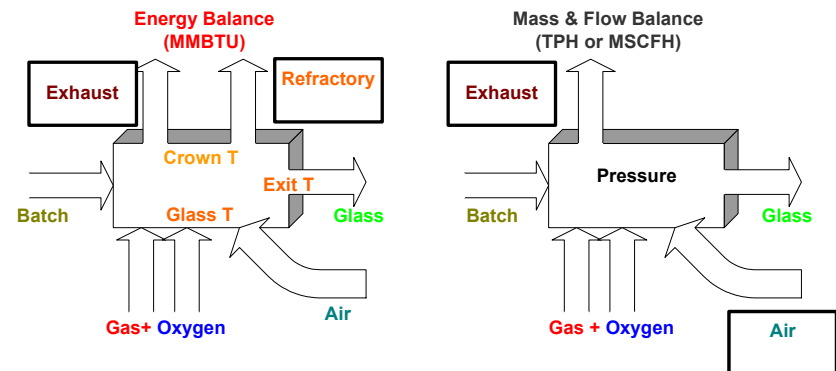 Energy Balance
(MMBTU)
Exhaust
Refractory
Crown T
Exit T
Batch
Glass T
Glass
Gas+ Oxygen
Air
Mass & Flow Balance
(TPH or MSCFH)
Exhaust
Pressure
Batch
Glass
Gas + Oxygen
Air